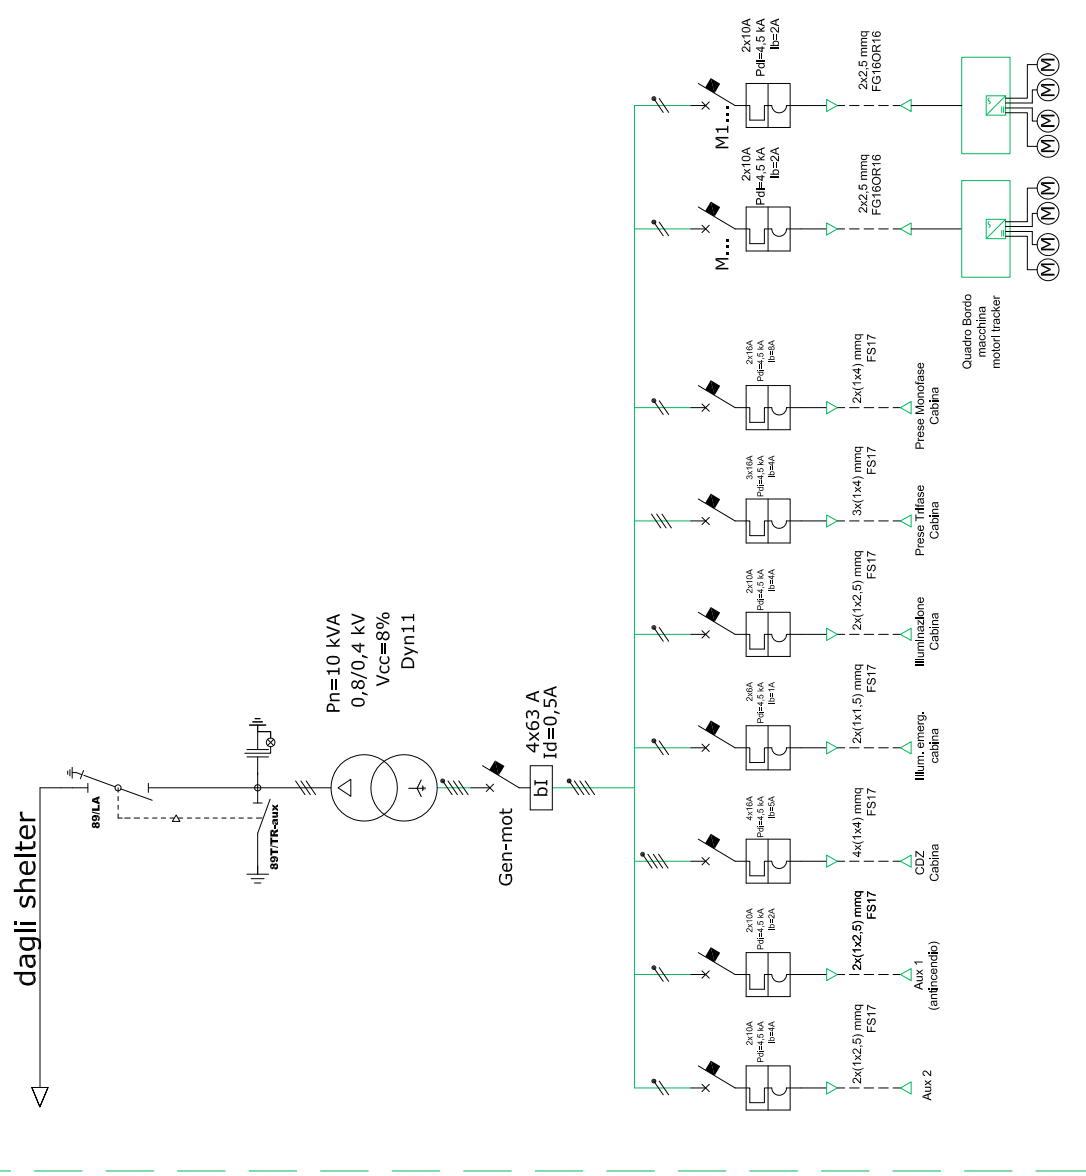 dagli shelter
89/LA
89T/TR-aux
Pn=10 kVA
0,8/0,4 kV
Vcc=8%
Dyn11
Gen-mot
4x63 A
Id=0,5A
bI
2x10A
PdI=4,5 kA
Ib=2A
M1...
2x2,5 mmq
FG16OR16
M
M
M
M
2x10A
PdI=4,5 kA
Ib=2A
M...
2x2,5 mmq
FG16OR16
M
M
M
M
Quadro Bordo
macchina
motori tracker
2x16A
Pdi=4,5 kA
Ib=8A
2x(1x4) mmq
FS17
Prese Monofase
Cabina
3x16A
Pdi=4,5 kA
Ib=4A
3x(1x4) mmq
FS17
Prese Trifase
Cabina
2x10A
Pdi=4,5 kA
Ib=4A
2x(1x2,5) mmq
FS17
Illuminazione
Cabina
2x6A
Pdi=4,5 kA
Ib=1A
2x(1x1,5) mmq
FS17
Illum. emerg.
cabina
4x16A
Pdi=4,5 kA
Ib=5A
4x(1x4) mmq
FS17
CDZ
Cabina
2x10A
Pdi=4,5 kA
Ib=2A
2x(1x2,5) mmq
FS17
Aux 1
(antincendio)
2x10A
Pdi=4,5 kA
Ib=4A
2x(1x2,5) mmq
FS17
Aux 2